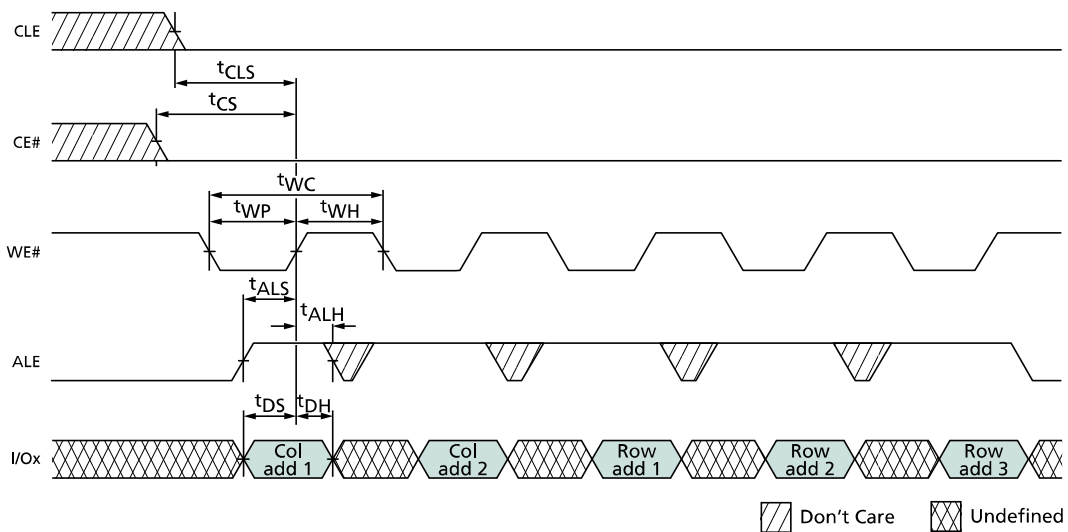 CLE
tCLS
tCS
CE#
tWC
tWP tWH
WE#
tALS
tALH
ALE
tDS tDH
I/Ox
Col add 1
Col add 2
Row add 1
Row add 2
Row add 3
Don't Care
Undefined